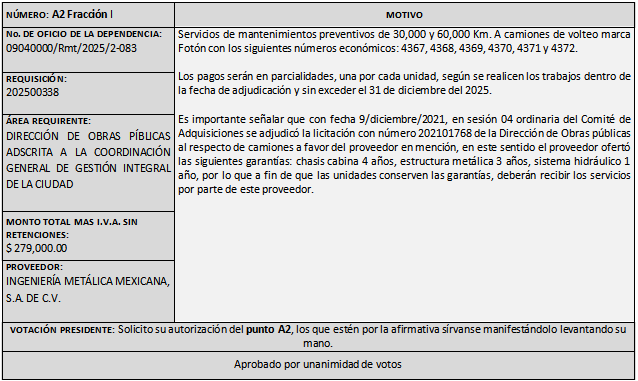 NÚMERO: A2 Fracción I
MOTIVO
No. DE OFICIO DE LA DEPENDENCIA:
09040000/Rmt/2025/2-083
REQUISICIÓN:
202500338
ÁREA REQUIRENTE:
DIRECCIÓN DE OBRAS PÍBLICAS
ADSCRITA A LA COORDINACIÓN
GENERAL DE GESTIÓN INTEGRAL
DE LA CIUDAD
MONTO TOTAL MAS I.V.A. SIN
RETENCIONES:
$ 279,000.00
PROVEEDOR:
INGENIERÍA METÁLICA MEXICANA,
S.A. DE C.V.
Servicios de mantenimientos preventivos de 30,000 y 60,000 Km. A camiones de volteo marca
Fotón con los siguientes números económicos: 4367, 4368, 4369, 4370, 4371 y 4372.
Los pagos serán en parcialidades, una por cada unidad, según se realicen los trabajos dentro de
la fecha de adjudicación y sin exceder el 31 de diciembre del 2025.
Es importante señalar que con fecha 9/diciembre/2021, en sesión 04 ordinaria del Comité de
Adquisiciones se adjudicó la licitación con número 202101768 de la Dirección de Obras públicas
al respecto de camiones a favor del proveedor en mención, en este sentido el proveedor ofertó
las siguientes garantías: chasis cabina 4 años, estructura metálica 3 años, sistema hidráulico 1
año, por lo que a fin de que las unidades conserven las garantías, deberán recibir los servicios
por parte de este proveedor.
VOTACIÓN PRESIDENTE: Solicito su autorización del punto A2, los que estén por la afirmativa sírvanse manifestándolo levantando su
mano.
Aprobado por unanimidad de votos